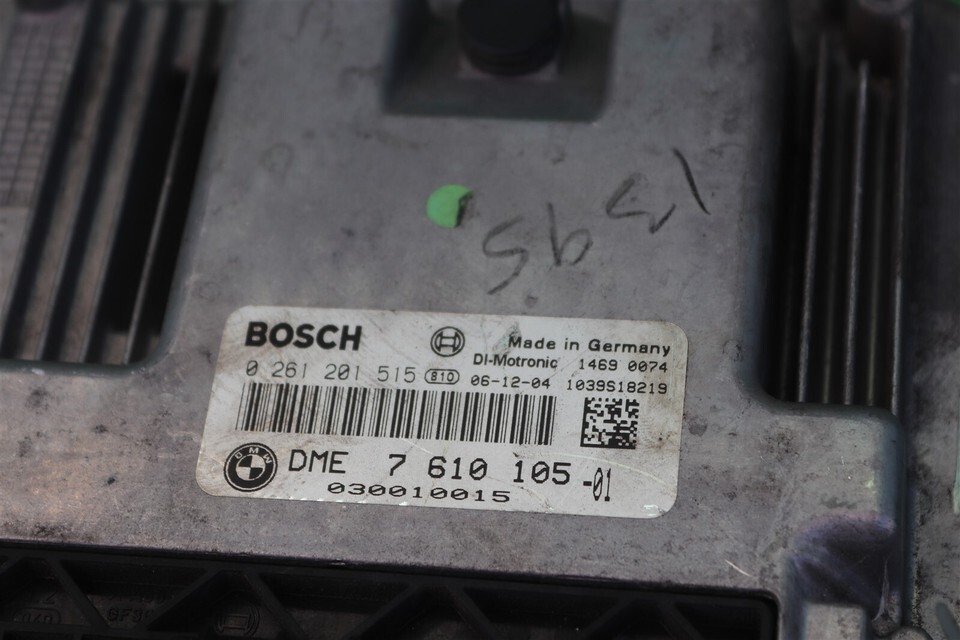 BOSCH
Made in Germany
DI-Motronic 1469 0074
0 261 201 515 810 06-12-04 1039S18219
BMW
DME 7 610 105 -01
030010015